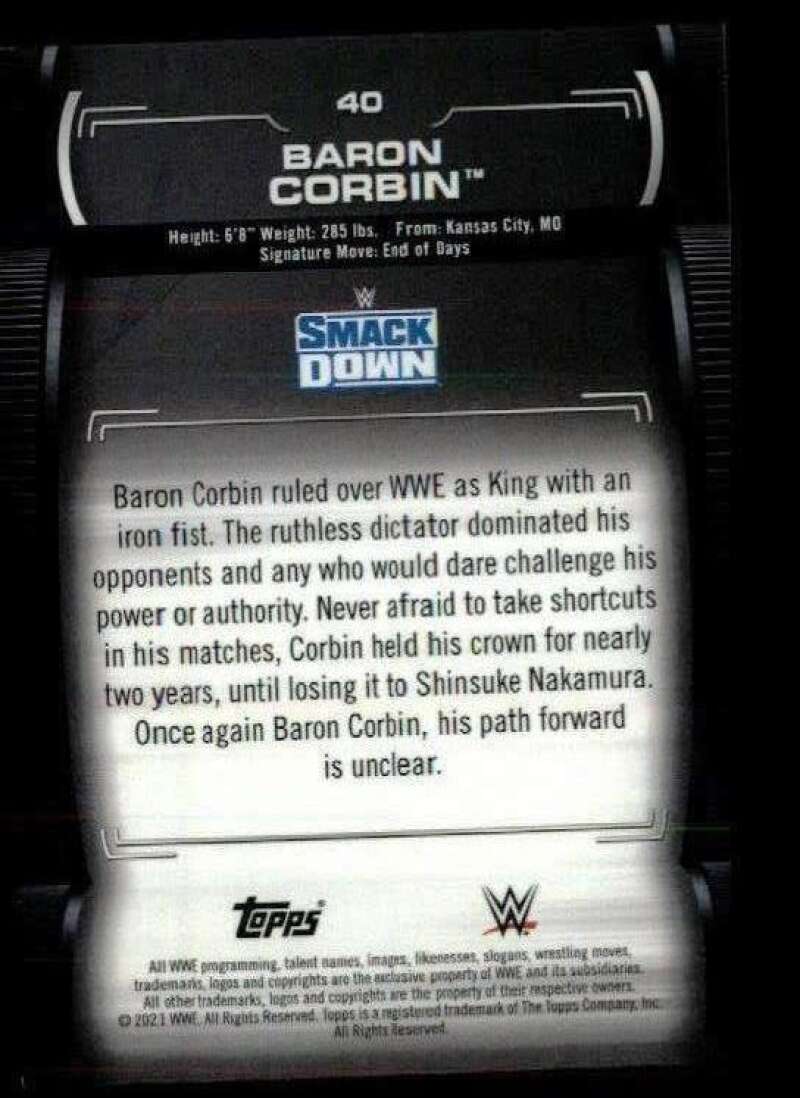 40
BARON
CORBIN™
Height: 6'8" Weight: 285 lbs. From: Kansas City, MO
Signature Move: End of Days
W
SMACK
DOWN
Baron Corbin ruled over WWE as King with an
iron fist. The ruthless dictator dominated his
opponents and any who would dare challenge his
power or authority. Never afraid to take shortcuts
in his matches, Corbin held his crown for nearly
two years, until losing it to Shinsuke Nakamura.
Once again Baron Corbin, his path forward
is unclear.
Topps®
W
All WWE programming, talent names, images, likenesses, slogans, wrestling moves,
trademarks, logos and copyrights are the exclusive property of WWE and its subsidiaries.
All other trademarks, logos and copyrights are the property of their respective owners.
© 2021 WWE. All Rights Reserved. Topps is a registered trademark of The Topps Company, Inc.
All Rights Reserved.